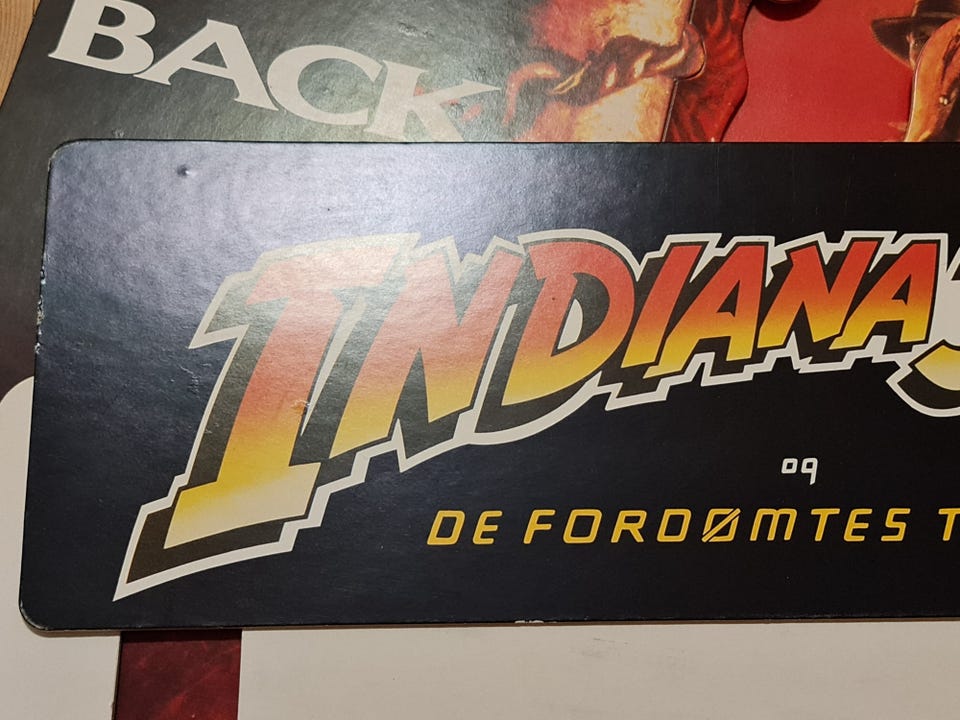 BACK
INDIANA
og
DE FORDØMTES T